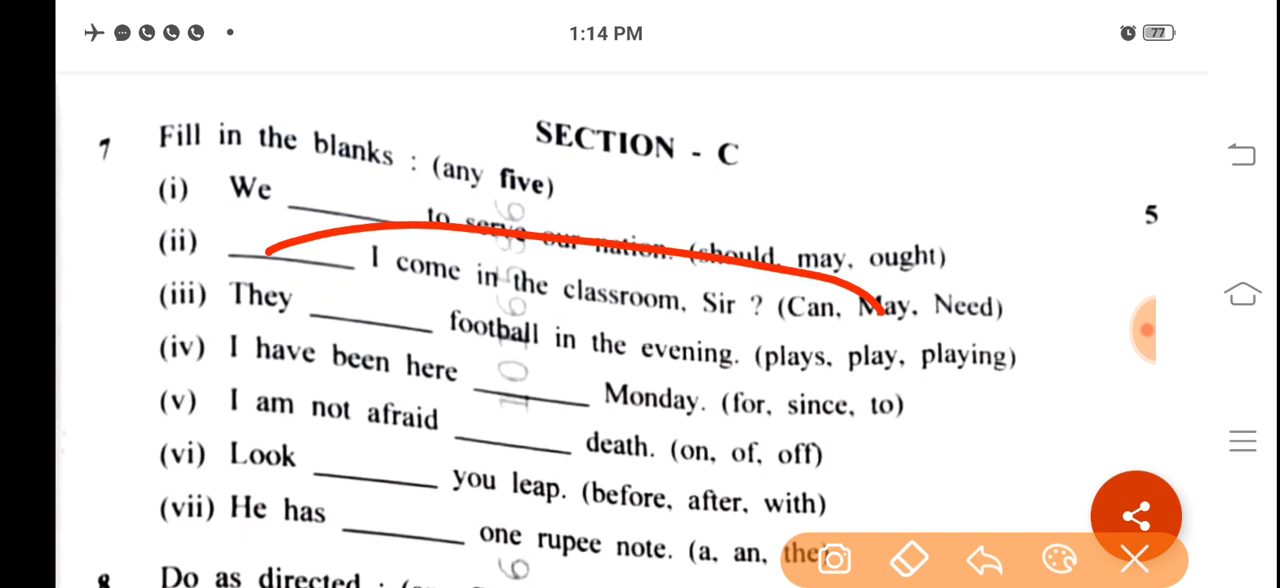 1:14 PM 77
SECTION - C
7 Fill in the blanks : (any five) 5
(i) We ________ to serve our nation. (should, may, ought)
(ii) ________ I come in the classroom, Sir ? (Can, May, Need)
(iii) They ________ football in the evening. (plays, play, playing)
(iv) I have been here ________ Monday. (for, since, to)
(v) I am not afraid ________ death. (on, of, off)
(vi) Look ________ you leap. (before, after, with)
(vii) He has ________ one rupee note. (a, an, the)
8 Do as directed : (